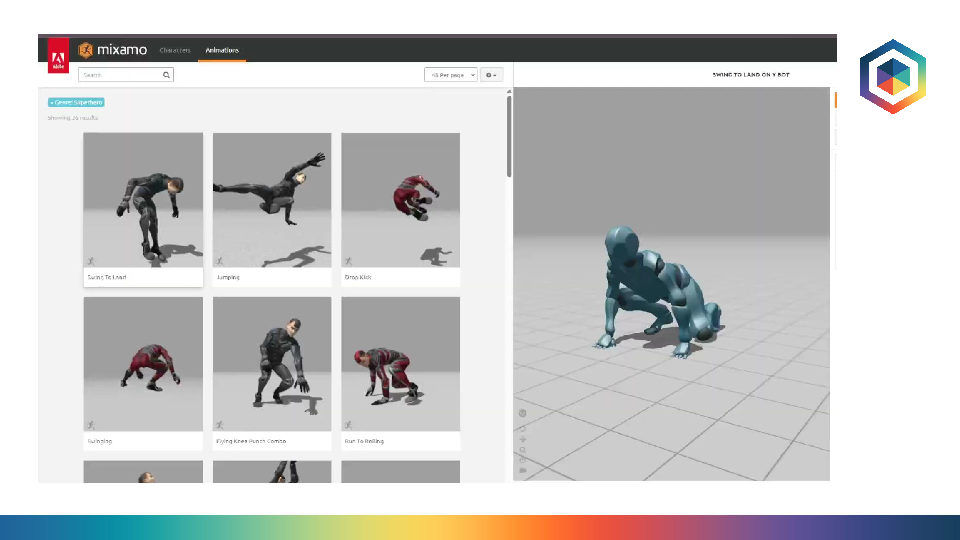 mixamo
Characters
Animations
Adobe
Search
48 Per page
SWING TO LAND ON Y BOT
× Genre: Superhero
Showing 36 results
Swing To Land
Jumping
Drop Kick
Swinging
Flying Knee Punch Combo
Run To Rolling